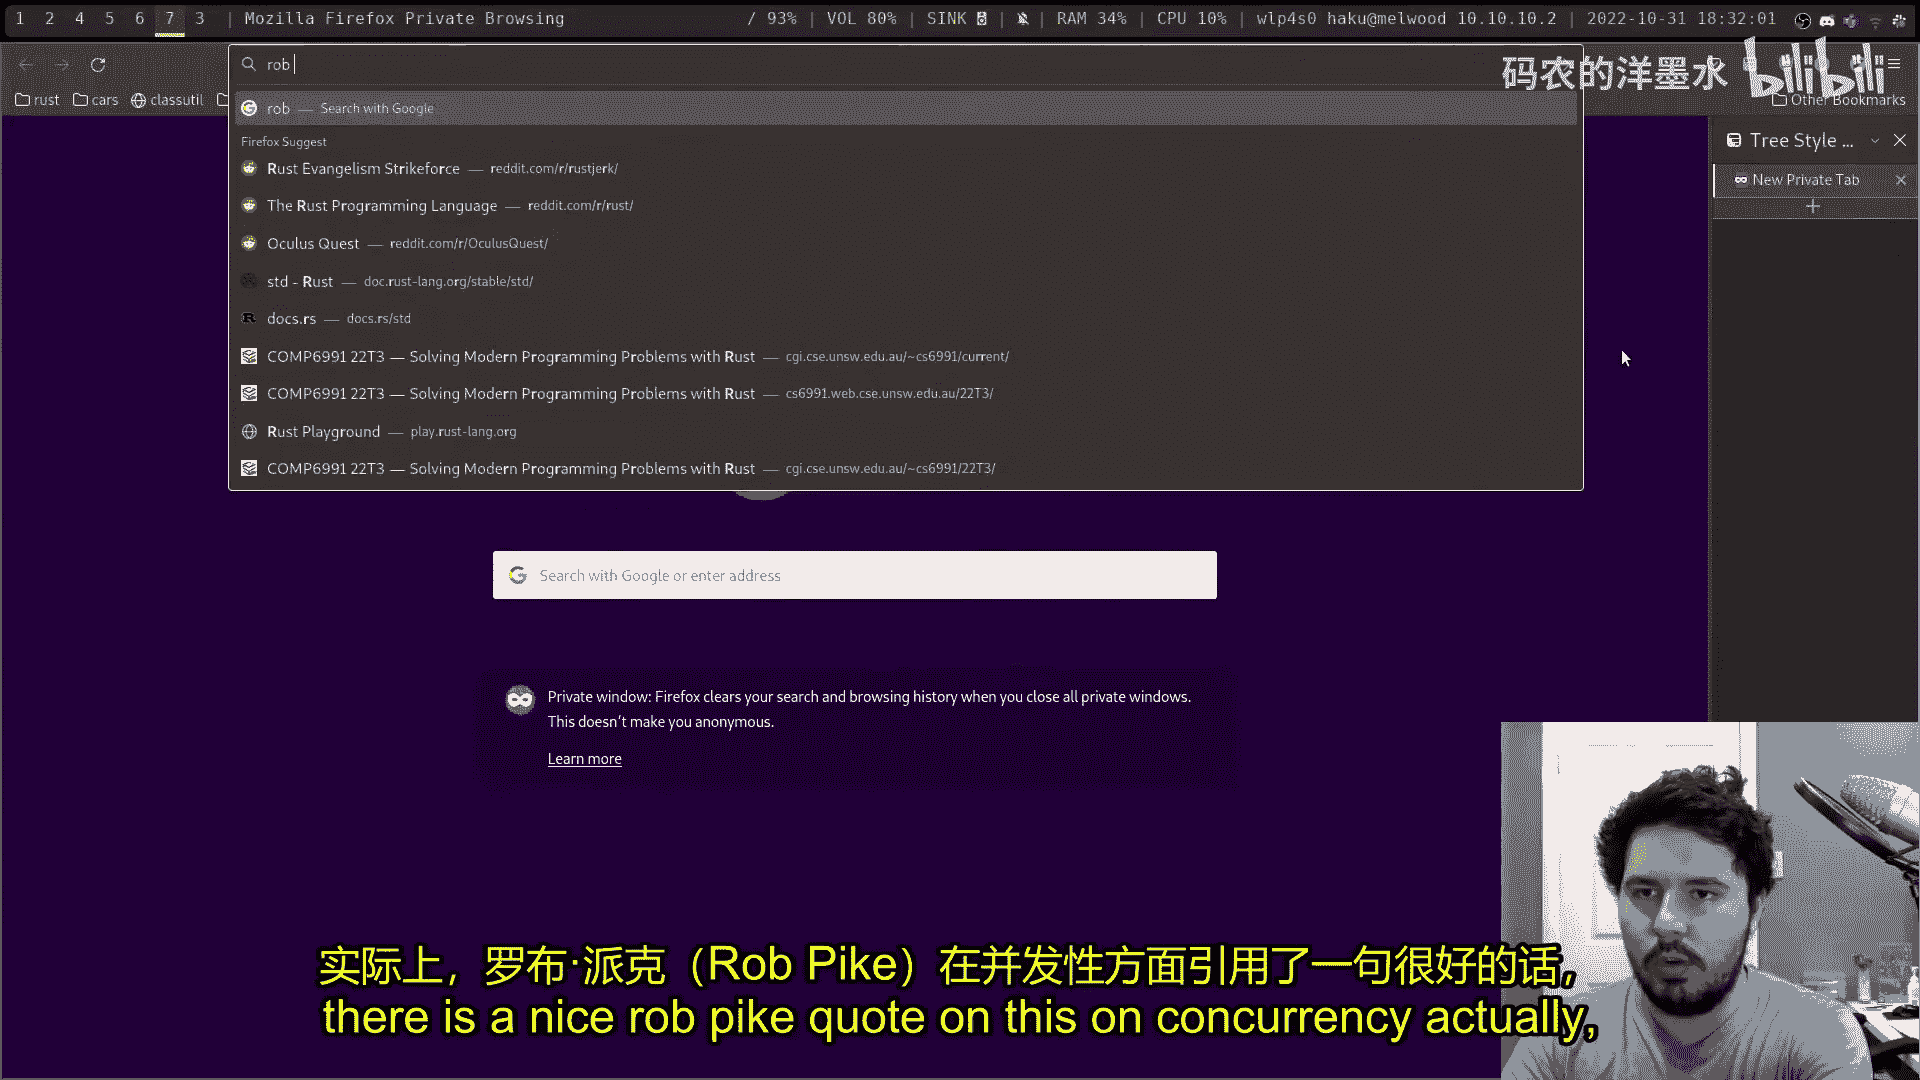 1 2 4 5 6 7 3 | Mozilla Firefox Private Browsing / 93% | VOL 80% | SINK | | RAM 34% | CPU 10% | wlp4s0 haku@melwood 10.10.10.2 | 2022-10-31 18:32:01
rob
码农的洋墨水 bilibili
rust cars classutil Other Bookmarks
rob — Search with Google
Firefox Suggest
Rust Evangelism Strikeforce — reddit.com/r/rustjerk/
The Rust Programming Language — reddit.com/r/rust/
Oculus Quest — reddit.com/r/OculusQuest/
std - Rust — doc.rust-lang.org/stable/std/
docs.rs — docs.rs/std
COMP6991 22T3 — Solving Modern Programming Problems with Rust — cgi.cse.unsw.edu.au/~cs6991/current/
COMP6991 22T3 — Solving Modern Programming Problems with Rust — cs6991.web.cse.unsw.edu.au/22T3/
Rust Playground — play.rust-lang.org
COMP6991 22T3 — Solving Modern Programming Problems with Rust — cgi.cse.unsw.edu.au/~cs6991/22T3/
Tree Style ...
New Private Tab
Search with Google or enter address
Private window: Firefox clears your search and browsing history when you close all private windows.
This doesn't make you anonymous.
Learn more
实际上，罗布·派克（Rob Pike）在并发性方面引用了一句很好的话，
there is a nice rob pike quote on this on concurrency actually,